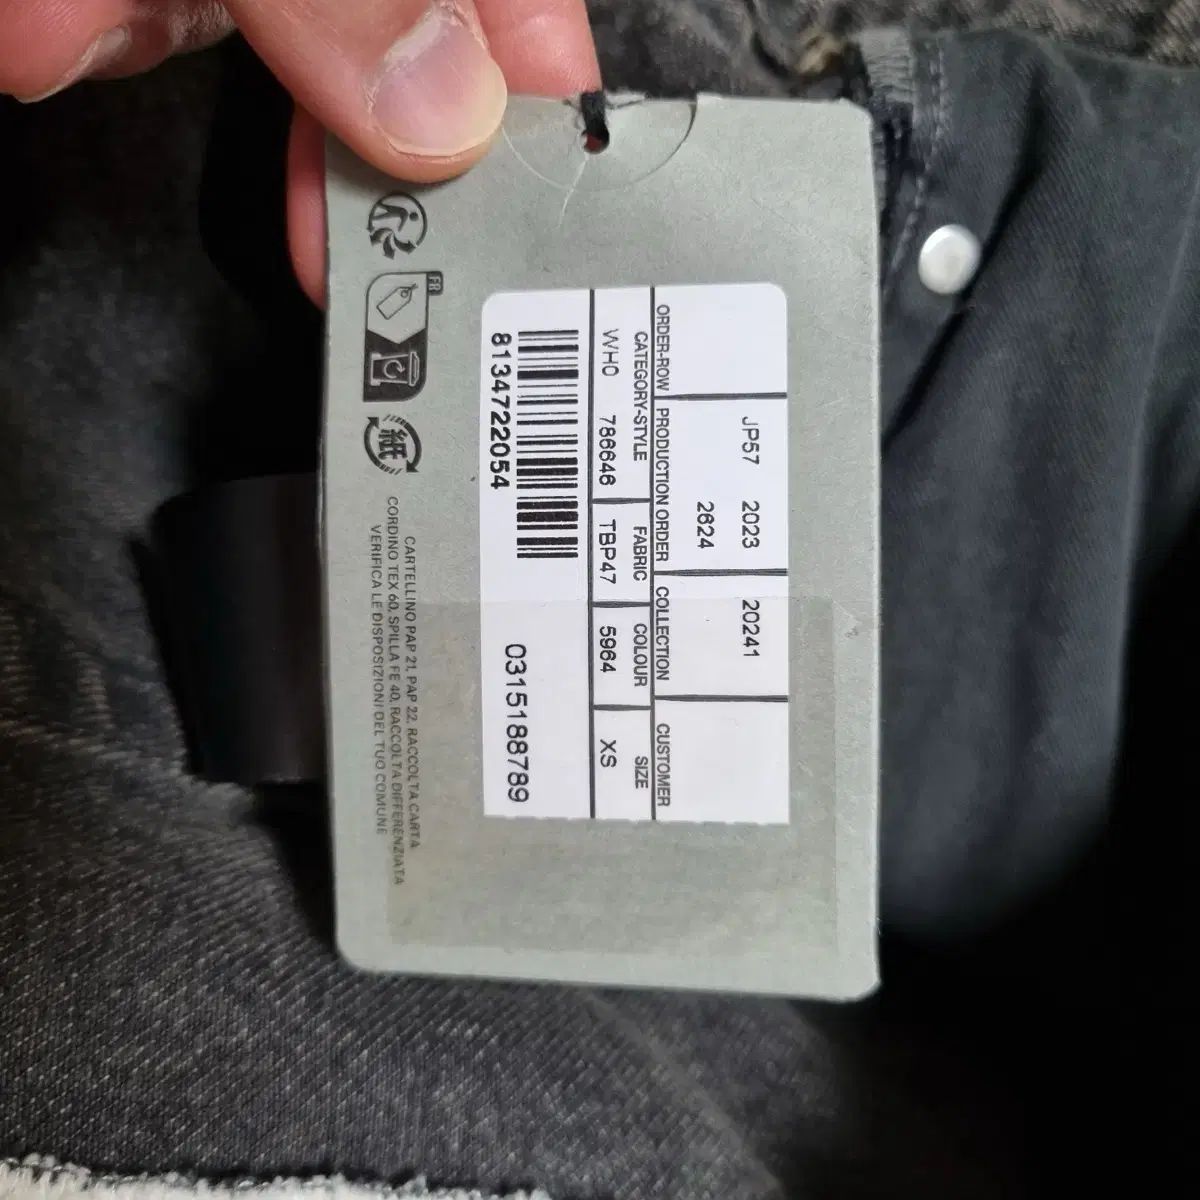 ORDER-ROW PRODUCTION ORDER COLLECTION CUSTOMER
JP57 2023 20241
2624
CATEGORY-STYLE FABRIC COLOUR SIZE
WH0 786646 TBP47 5964 XS
8134722054 0315188789
FR
紙
CARTELLINO PAP 21, PAP 22, RACCOLTA CARTA
CORDINO TEX 60, SPILLA FE 40, RACCOLTA DIFFERENZIATA
VERIFICA LE DISPOSIZIONI DEL TUO COMUNE